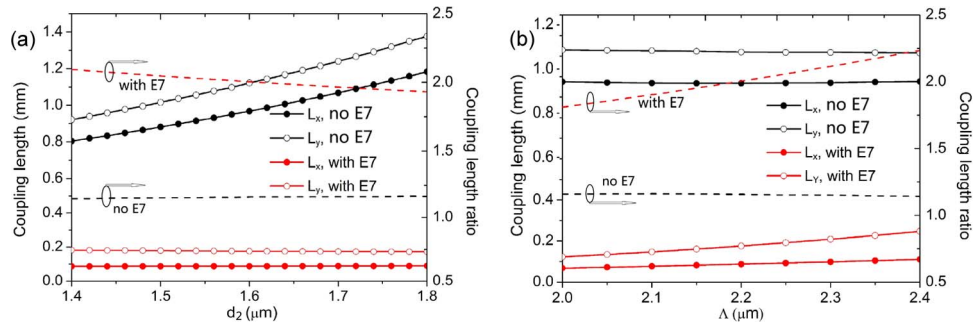 (a)
Coupling length (mm)
1.4
1.2
1.0
0.8
0.6
0.4
0.2
0.0
with E7
no E7
Lx, no E7
Ly, no E7
Lx, with E7
Ly, with E7
1.4
1.5
1.6
1.7
1.8
d2 (μm)
2.5
2.0
1.5
1.0
0.5
Coupling length ratio
(b)
Coupling length (mm)
1.2
1.0
0.8
0.6
0.4
0.2
0.0
with E7
no E7
Lx, no E7
Ly, no E7
Lx, with E7
LY, with E7
2.0
2.1
2.2
2.3
2.4
Λ (μm)
2.5
2.0
1.5
1.0
0.5
Coupling length ratio